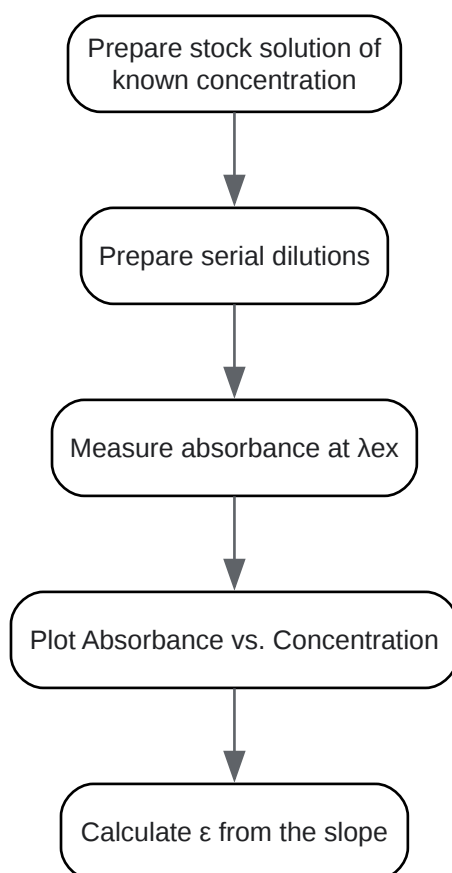 Prepare stock solution of
known concentration
Prepare serial dilutions
Measure absorbance at λex
Plot Absorbance vs. Concentration
Calculate ε from the slope